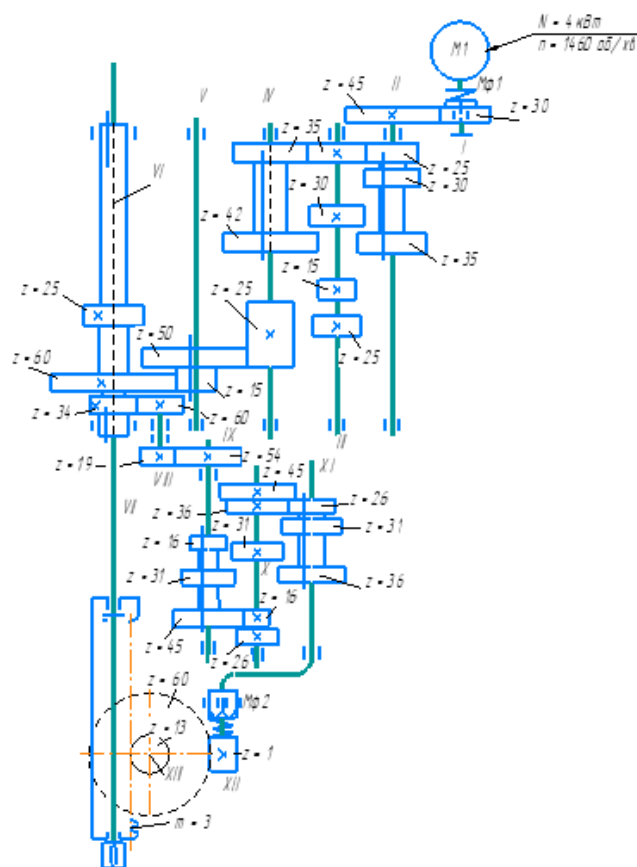 N = 4 кВт
М1
n = 1460 об/хв
z = 45
II
Мф1
z = 30
I
V
IV
z = 35
z = 25
z = 30
z = 30
VI
z = 42
z = 35
z = 15
z = 25
z = 25
z = 50
z = 25
z = 60
z = 15
z = 34
z = 60
IX
III
z = 19
VIII
z = 54
z = 45
XI
VII
z = 36
z = 26
z = 31
z = 31
z = 16
X
z = 31
z = 36
z = 16
z = 45
z = 26
z = 60
Мф2
z = 13
z = 1
XIII
XII
m = 3